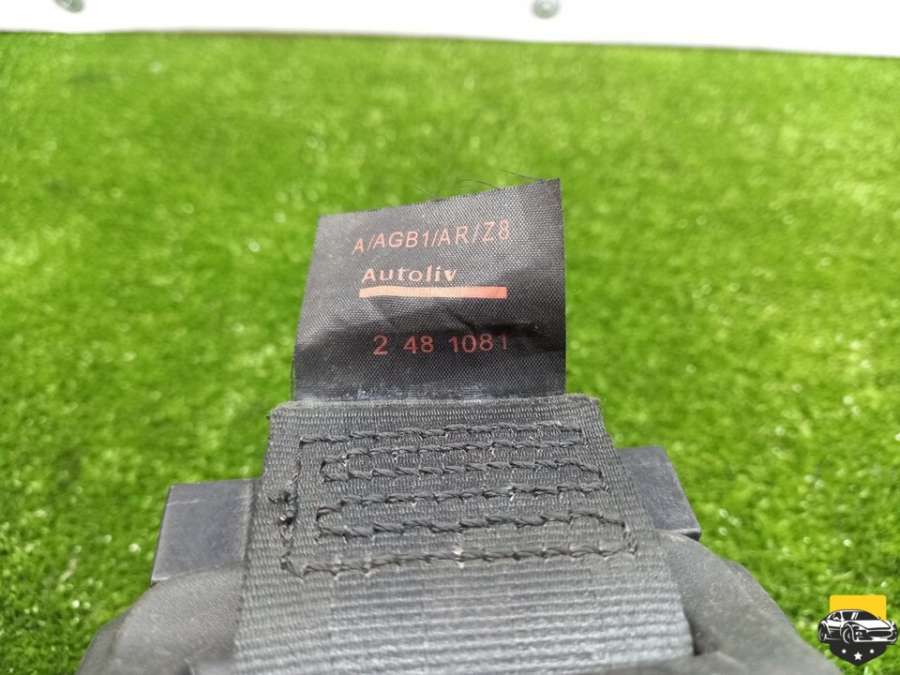 A/AGB1/AR/Z8
Autoliv
2 48 1081